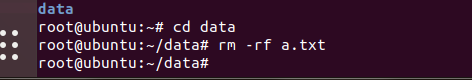 data
root@ubuntu:~# cd data
root@ubuntu:~/data# rm -rf a.txt
root@ubuntu:~/data#